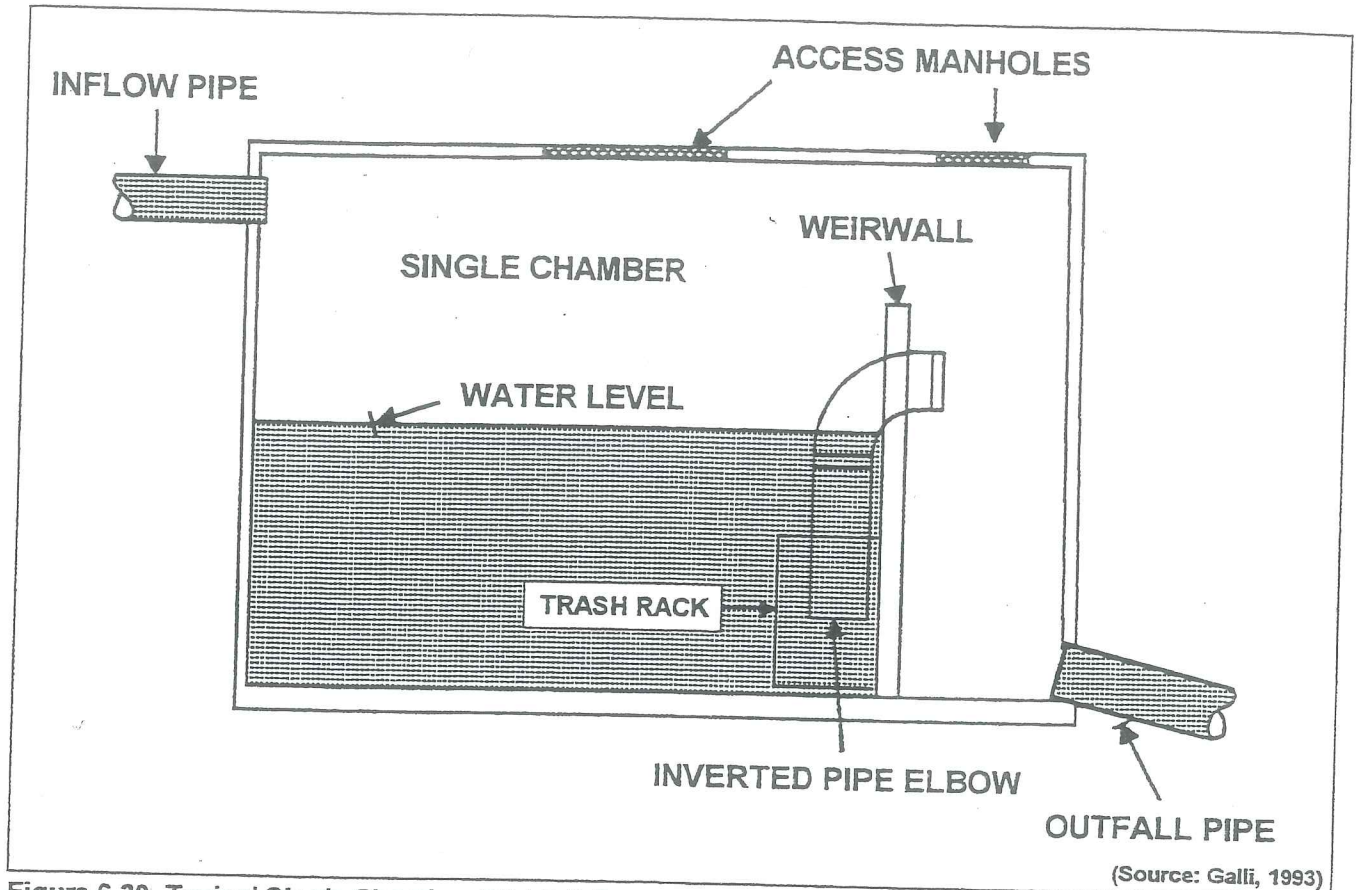 ACCESS MANHOLES
INFLOW PIPE
WEIRWALL
SINGLE CHAMBER
WATER LEVEL
TRASH RACK
INVERTED PIPE ELBOW
OUTFALL PIPE
(Source: Galli, 1993)